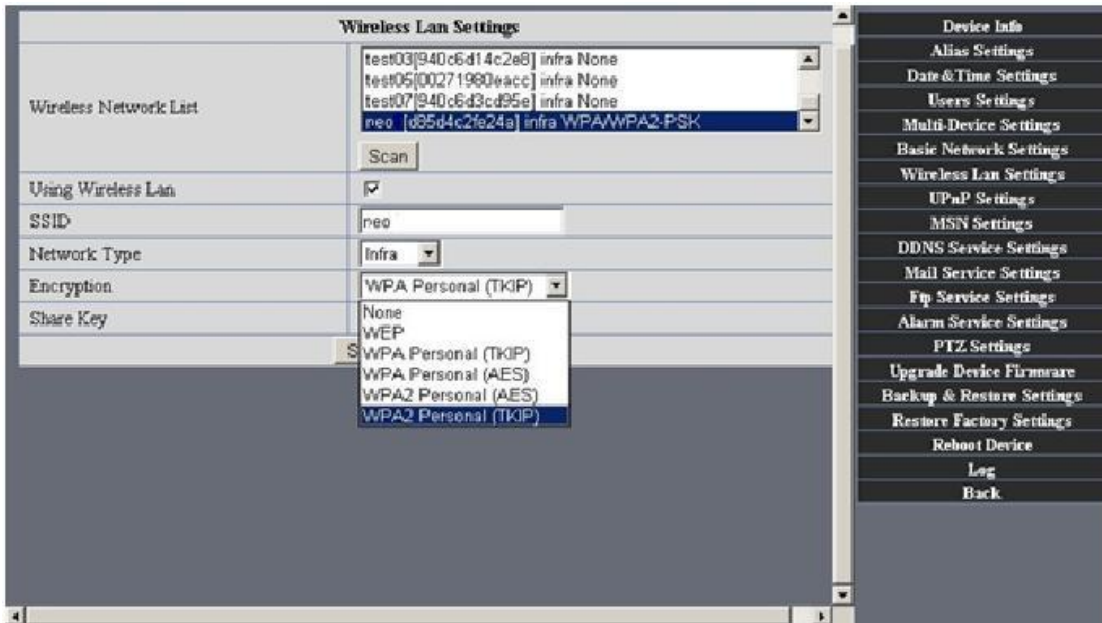 Wireless Lan Settings
Wireless Network List
test03[940c6d14c2e8] infra None
test05[00271980eacc] infra None
test07[940c6d3cd95e] infra None
neo [d85d4c2fe24a] infra WPA/WPA2-PSK
Scan
Using Wireless Lan
SSID
neo
Network Type
Infra
Encryption
WPA Personal (TKIP)
Share Key
None
WEP
WPA Personal (TKIP)
WPA Personal (AES)
WPA2 Personal (AES)
WPA2 Personal (TKIP)
S
Device Info
Alias Settings
Date&Time Settings
Users Settings
Multi-Device Settings
Basic Network Settings
Wireless Lan Settings
UPnP Settings
MSN Settings
DDNS Service Settings
Mail Service Settings
Ftp Service Settings
Alarm Service Settings
PTZ Settings
Upgrade Device Firmware
Backup & Restore Settings
Restore Factory Settings
Reboot Device
Log
Back